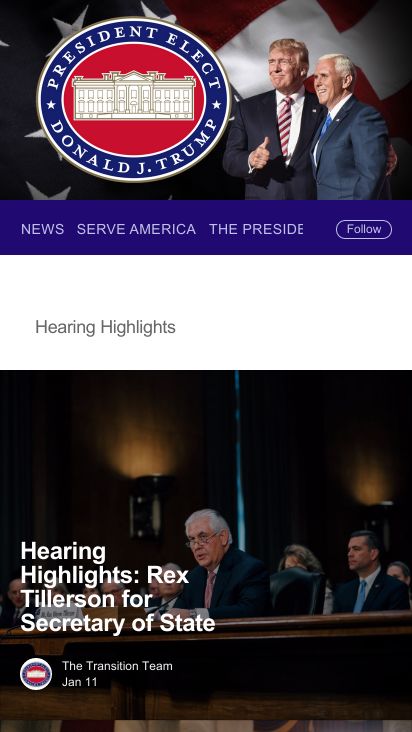 PRESIDENT ELECT
DONALD J. TRUMP
NEWS SERVE AMERICA THE PRESIDE
Follow
Hearing Highlights
Hearing
Highlights: Rex
Tillerson for
Secretary of State
The Transition Team
Jan 11